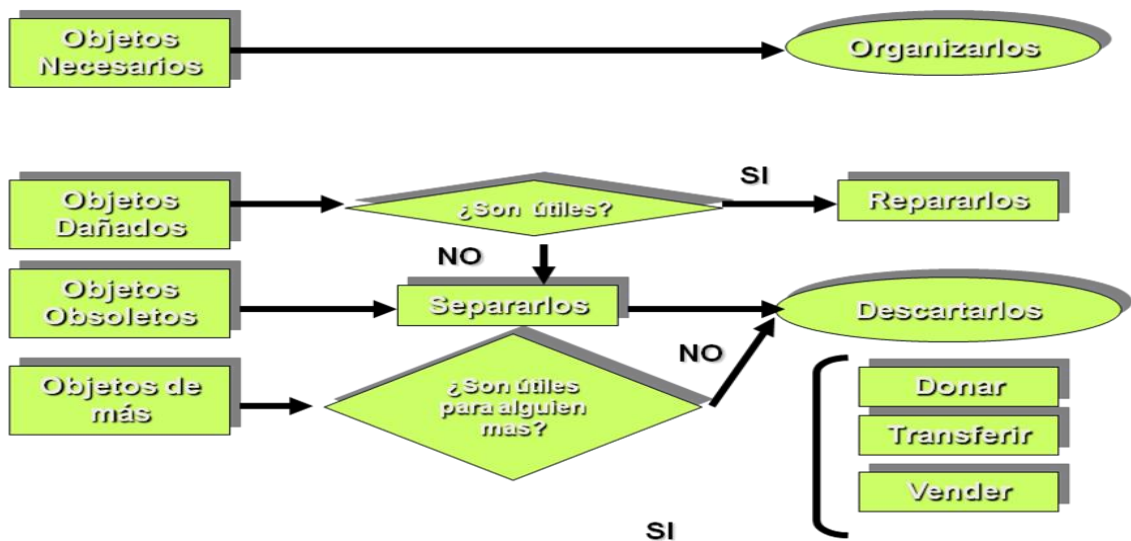 Objetos
Necesarios
Organizarlos
Objetos
Dañados
¿Son útiles?
SI
Repararlos
NO
Objetos
Obsoletos
Separarlos
Descartarlos
NO
Objetos de
más
¿Son útiles
para alguien
mas?
Donar
Transferir
Vender
SI